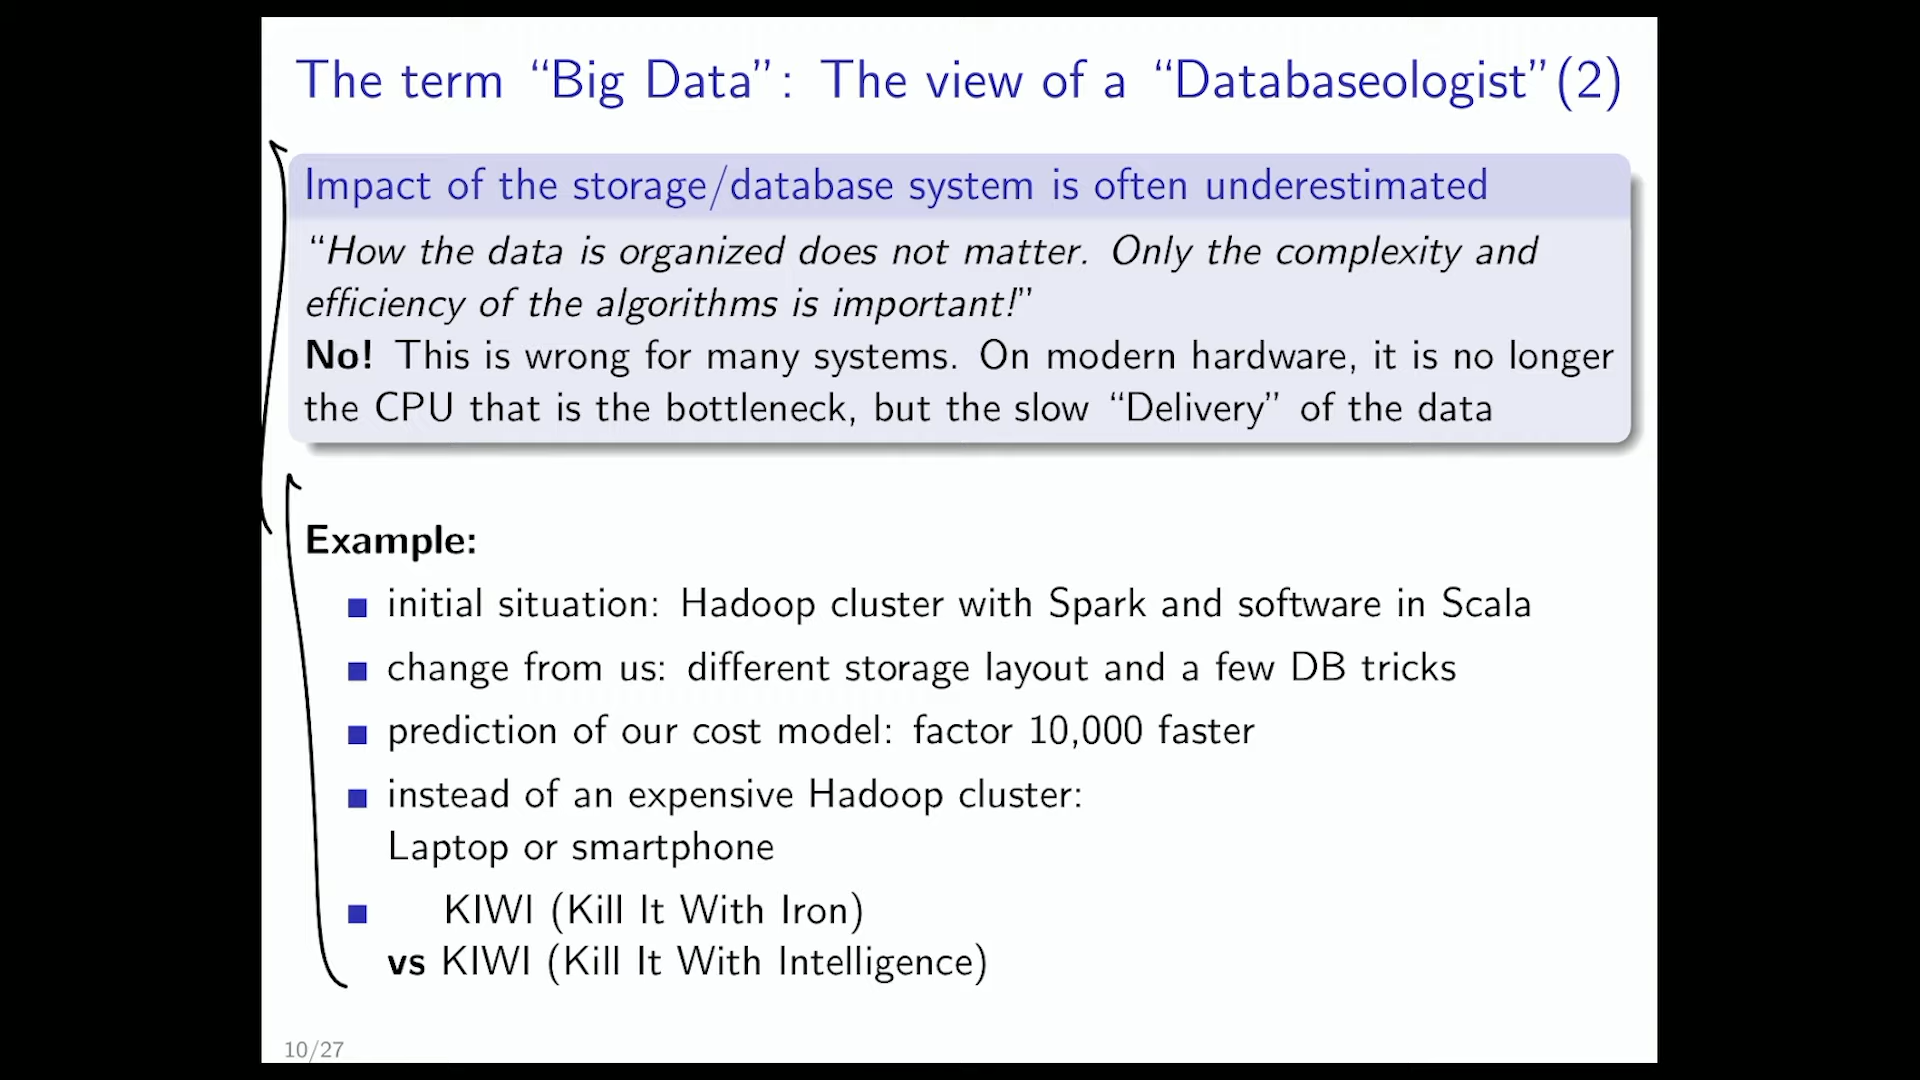 The term “Big Data”: The view of a “Databaseologist”(2)
Impact of the storage/database system is often underestimated
“How the data is organized does not matter. Only the complexity and
efficiency of the algorithms is important!”
No! This is wrong for many systems. On modern hardware, it is no longer
the CPU that is the bottleneck, but the slow “Delivery” of the data
Example:
initial situation: Hadoop cluster with Spark and software in Scala
change from us: different storage layout and a few DB tricks
prediction of our cost model: factor 10,000 faster
instead of an expensive Hadoop cluster:
Laptop or smartphone
KIWI (Kill It With Iron)
vs KIWI (Kill It With Intelligence)
10/27